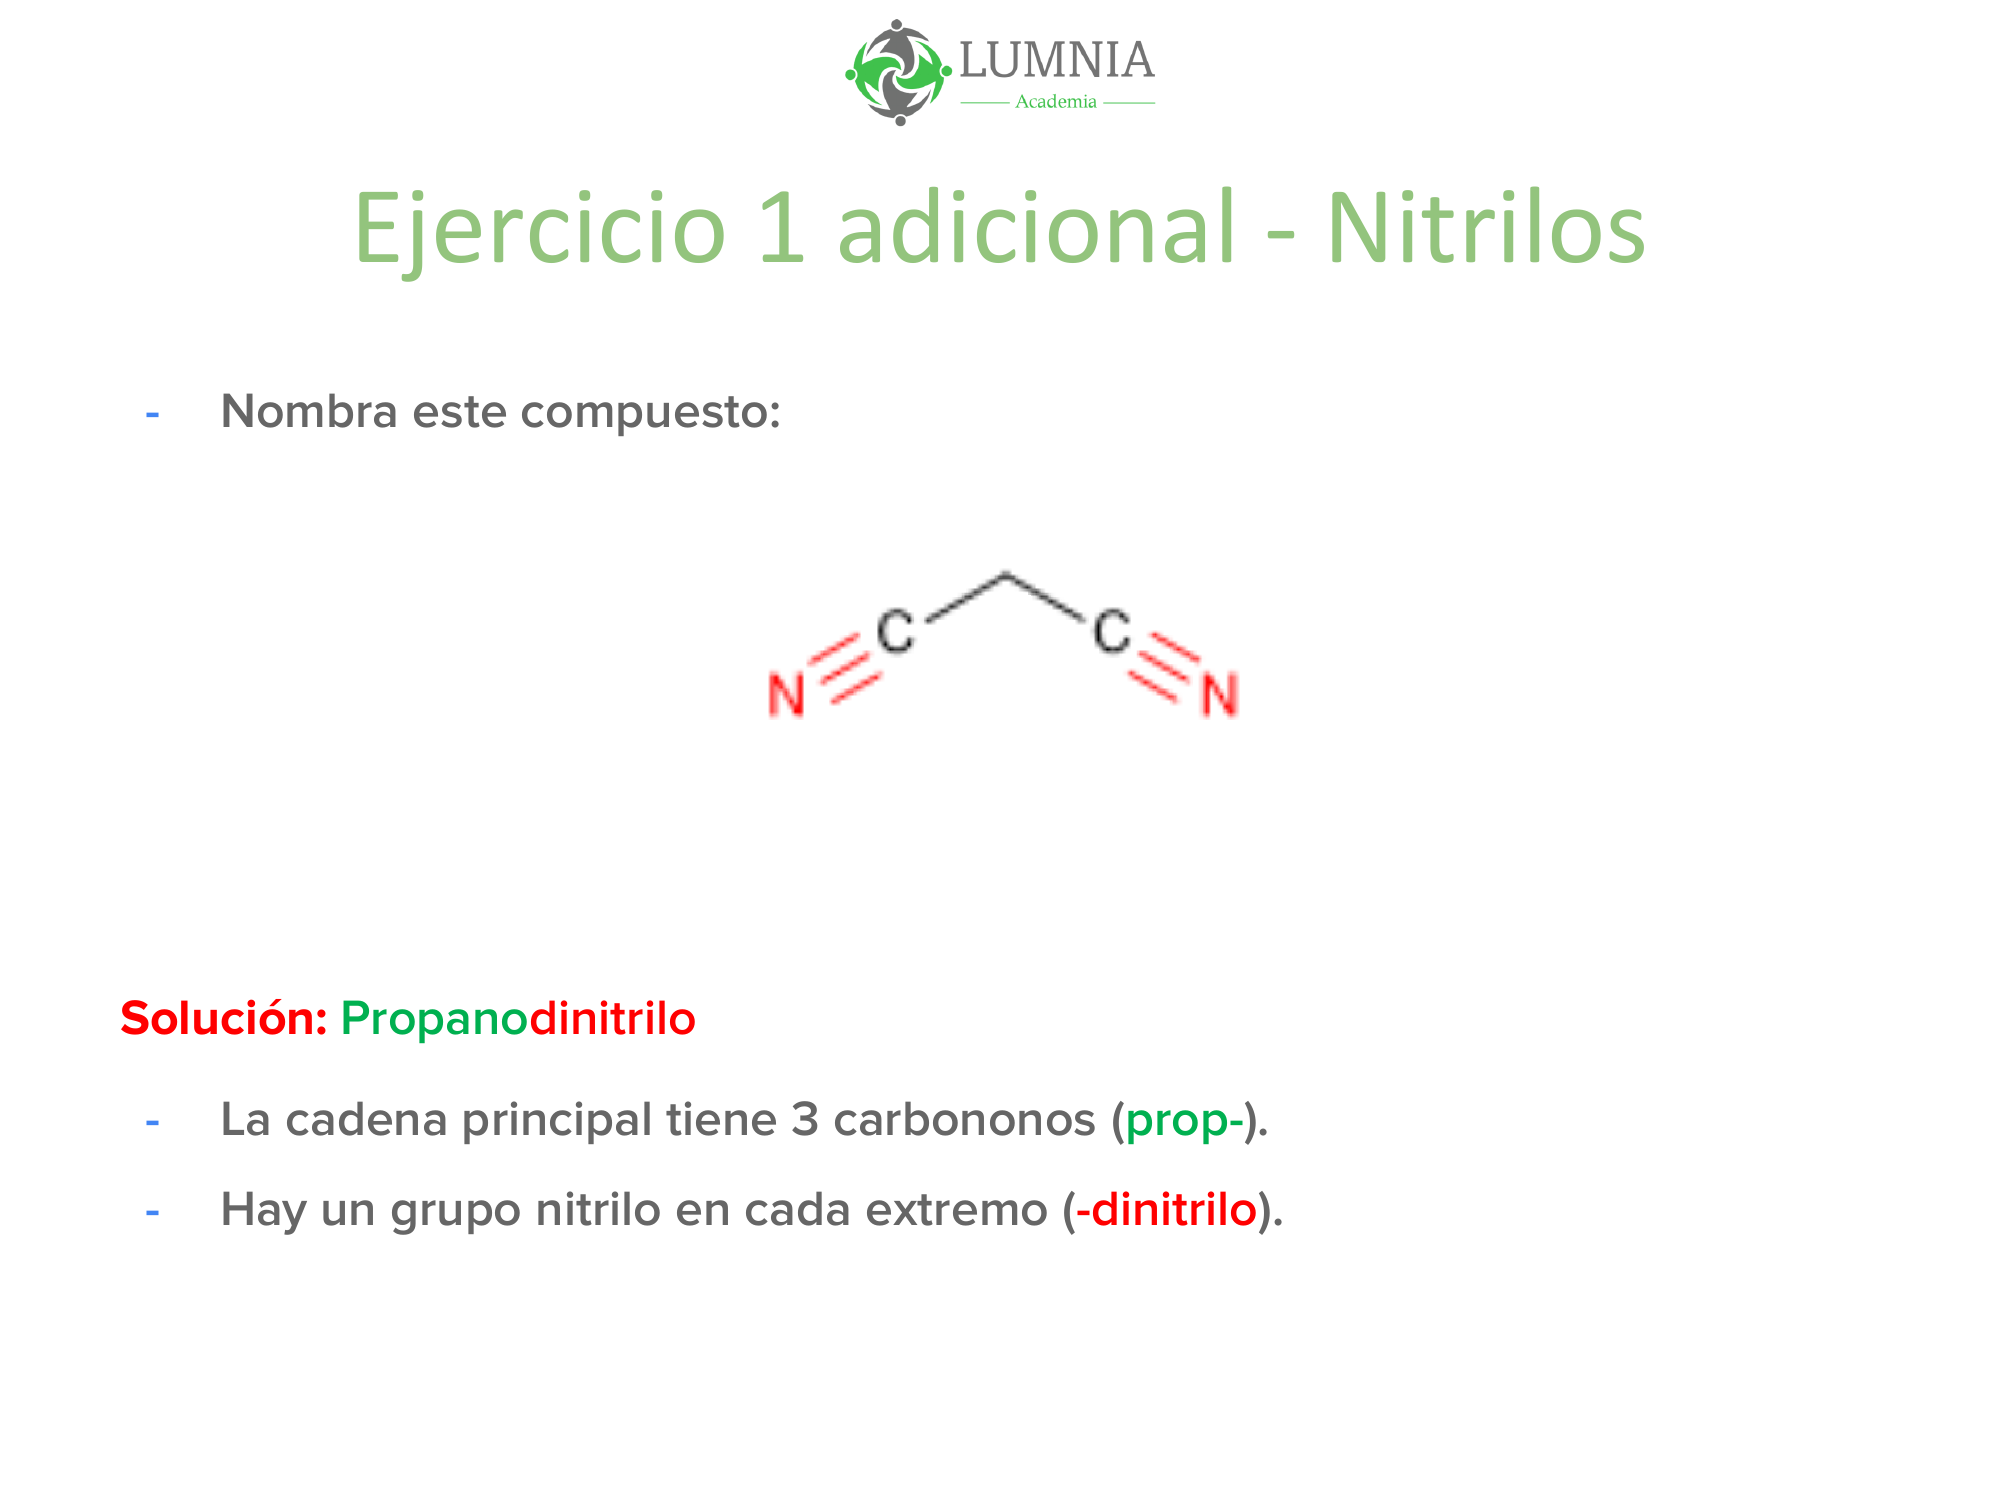 LUMNIA
Academia
Ejercicio 1 adicional - Nitrilos
- Nombra este compuesto:
C C
N N
Solución: Propanodinitrilo
- La cadena principal tiene 3 carbononos (prop-).
- Hay un grupo nitrilo en cada extremo (-dinitrilo).